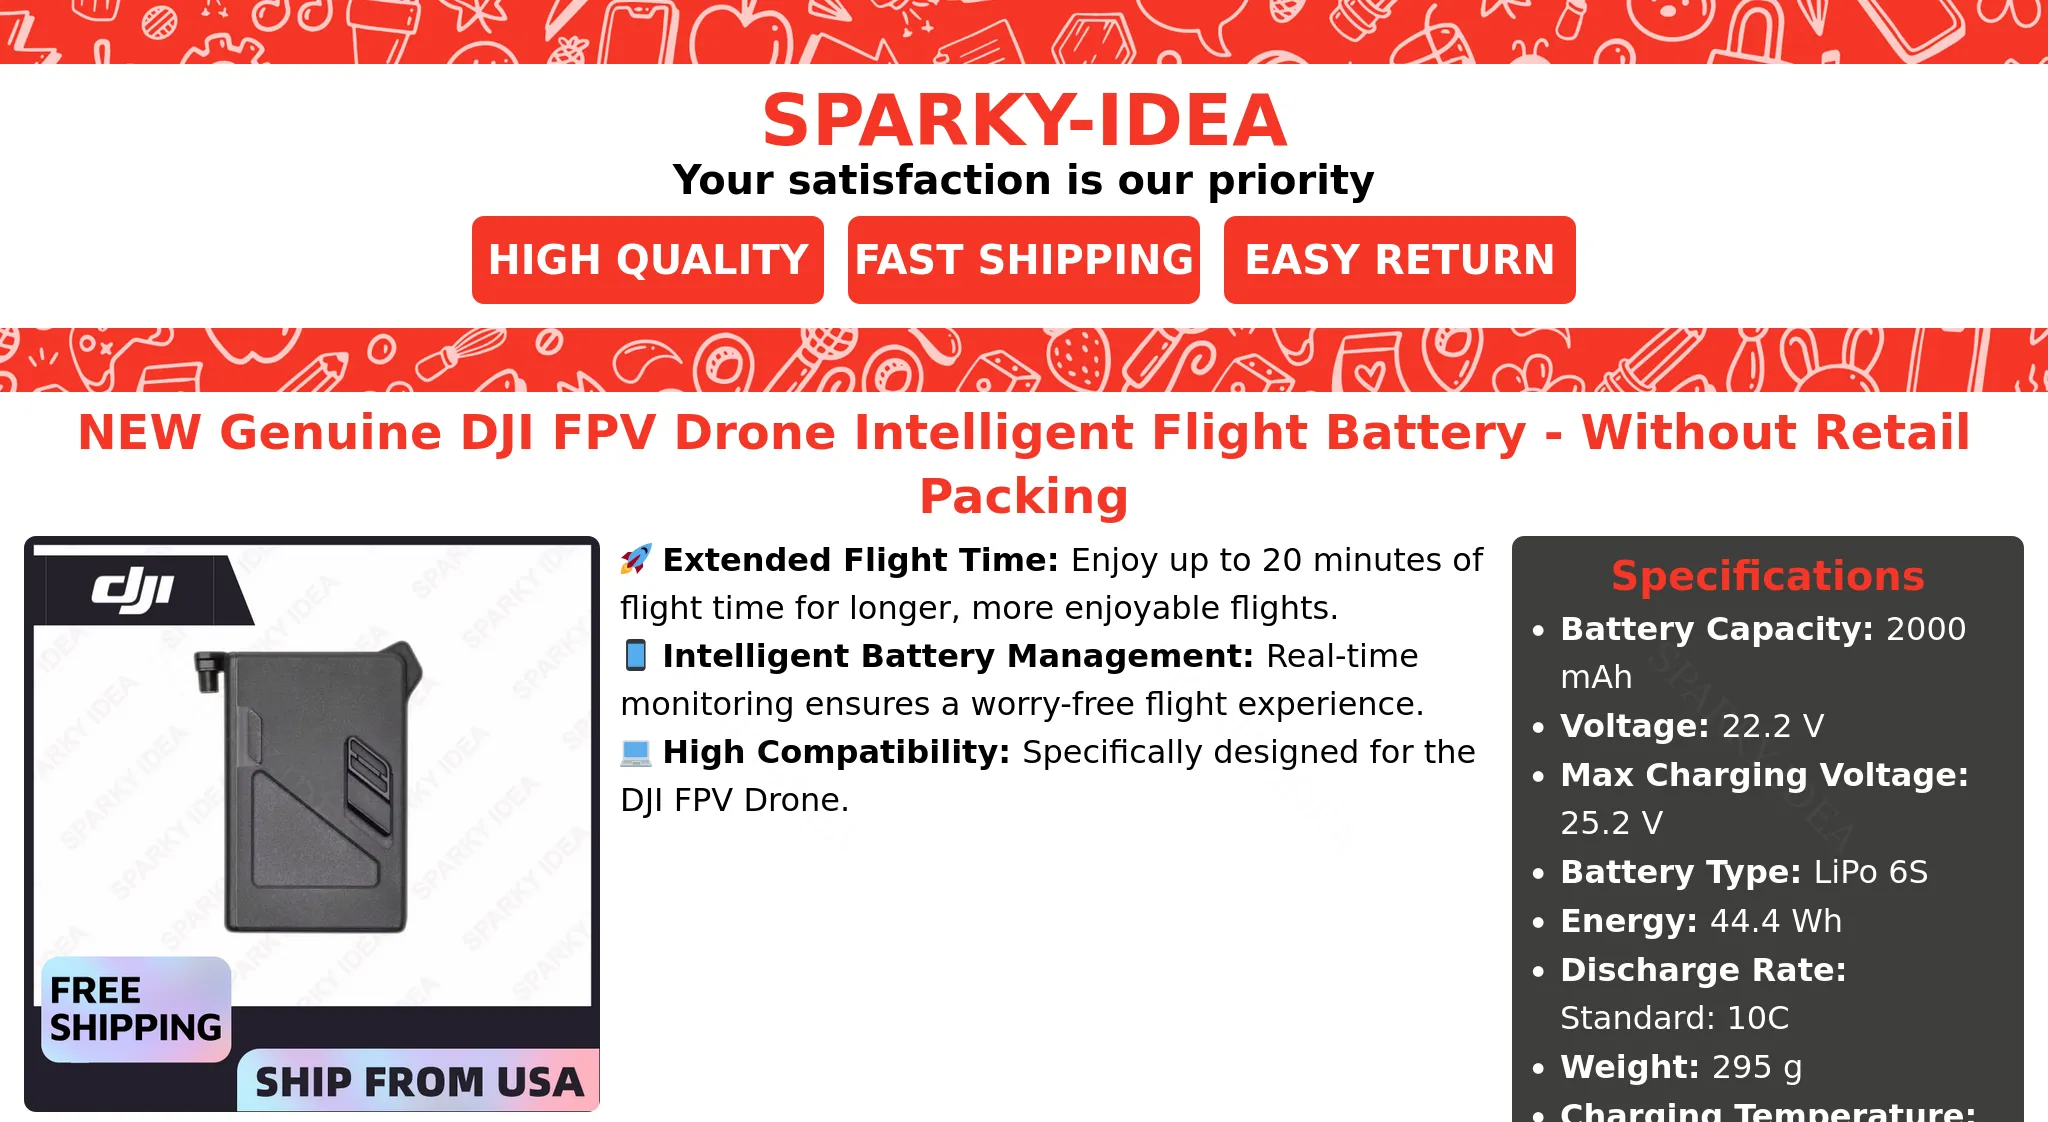 SPARKY-IDEA
Your satisfaction is our priority
HIGH QUALITY
FAST SHIPPING
EASY RETURN
NEW Genuine DJI FPV Drone Intelligent Flight Battery - Without Retail
Packing
dji
FREE
SHIPPING
SHIP FROM USA
SPARKY IDEA
🚀 Extended Flight Time: Enjoy up to 20 minutes of
flight time for longer, more enjoyable flights.
📱 Intelligent Battery Management: Real-time
monitoring ensures a worry-free flight experience.
💻 High Compatibility: Specifically designed for the
DJI FPV Drone.
Specifications
• Battery Capacity: 2000
mAh
• Voltage: 22.2 V
• Max Charging Voltage:
25.2 V
• Battery Type: LiPo 6S
• Energy: 44.4 Wh
• Discharge Rate:
Standard: 10C
• Weight: 295 g
• Charging Temperature:
SPARKY IDEA